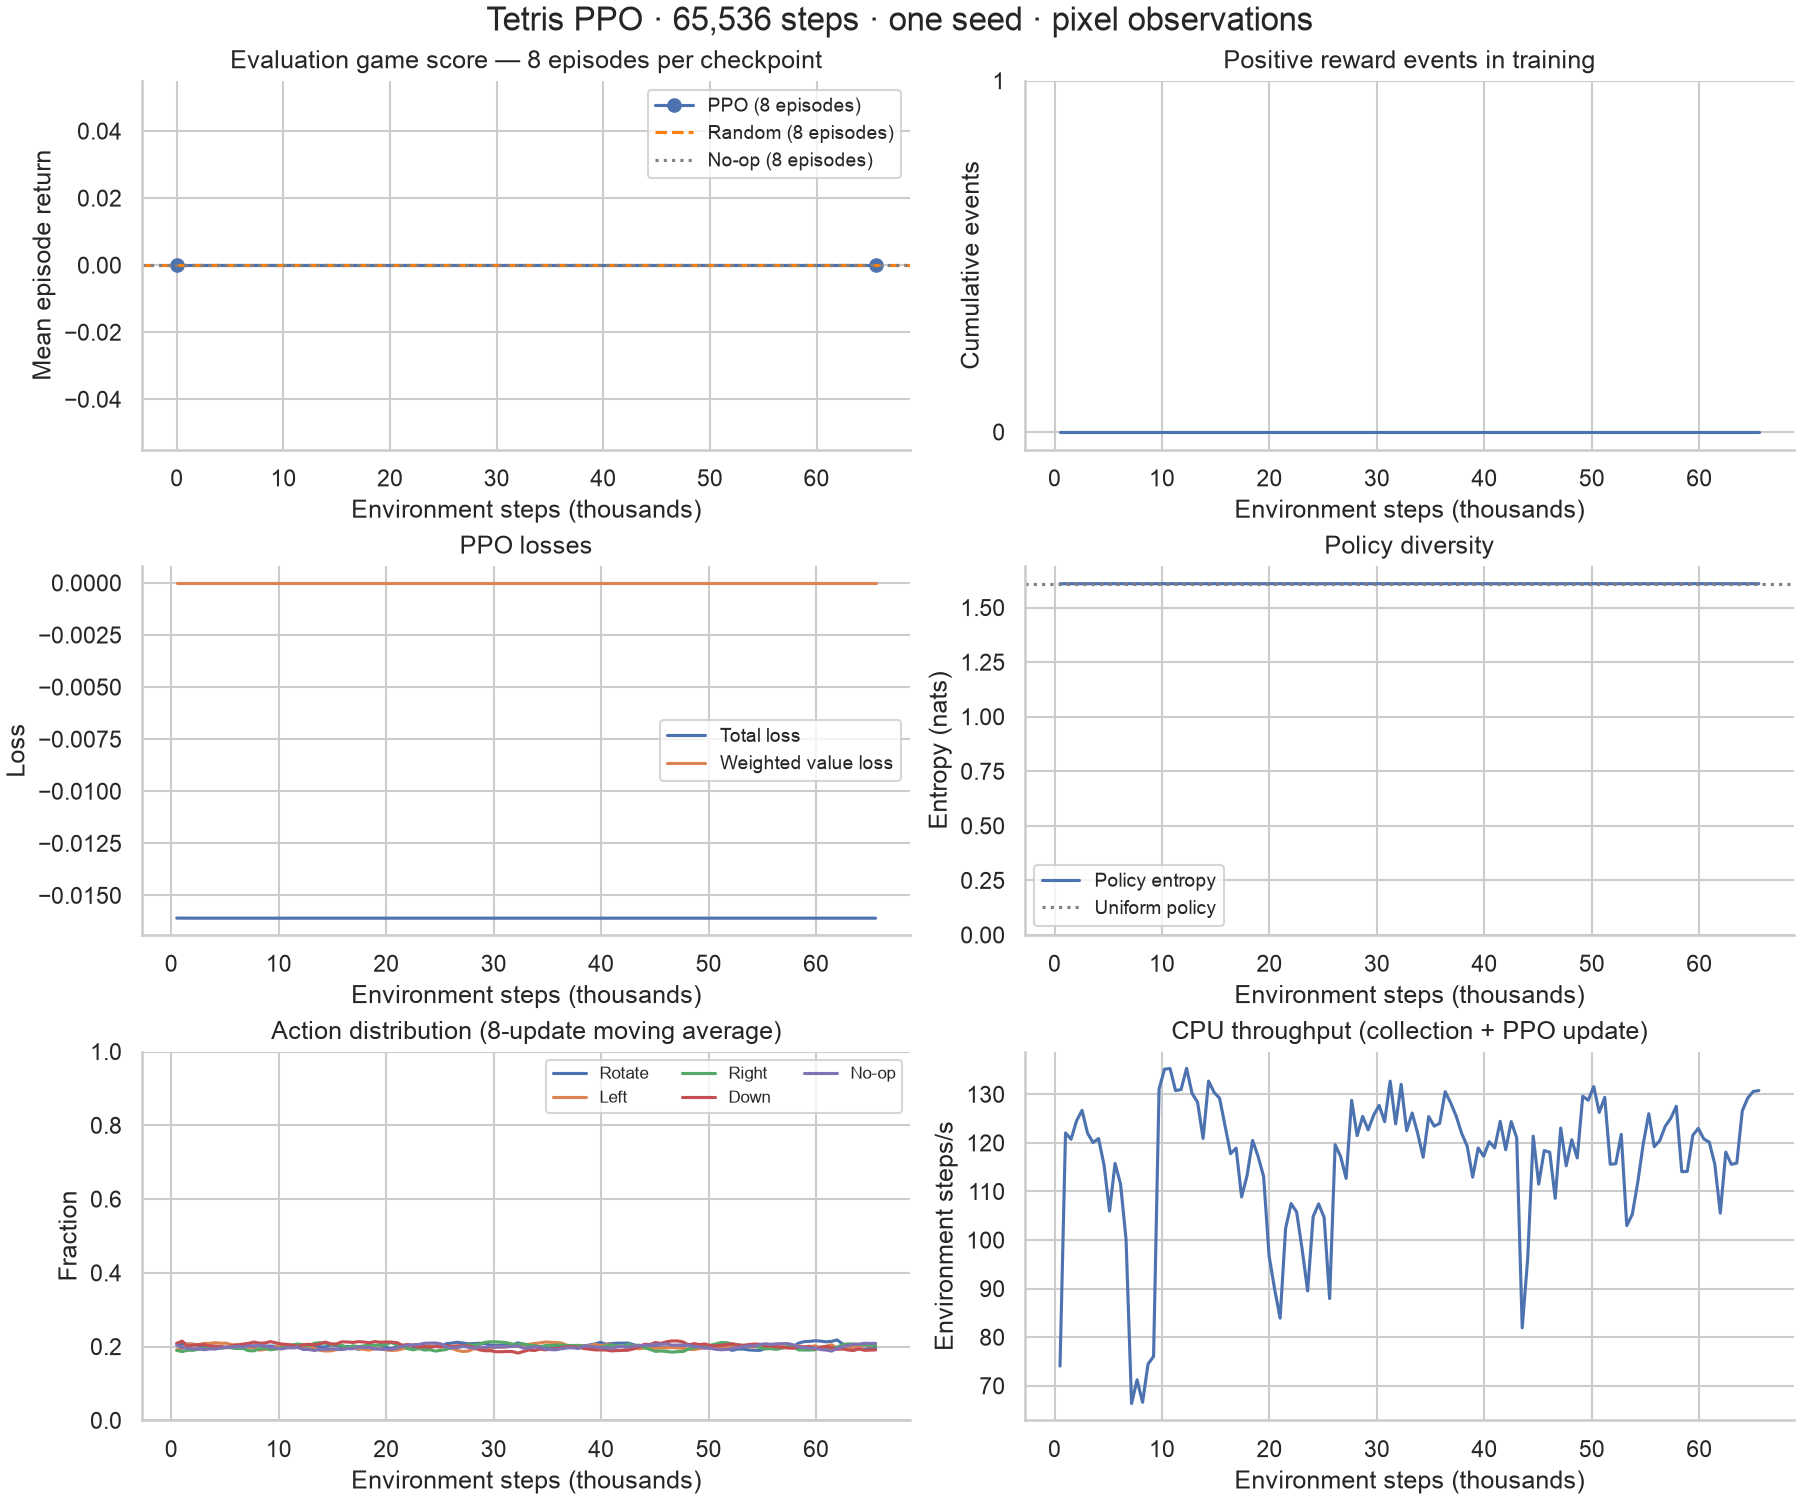 Tetris PPO · 65,536 steps · one seed · pixel observations
Evaluation game score — 8 episodes per checkpoint
Mean episode return
0.04
0.02
0.00
−0.02
−0.04
PPO (8 episodes)
Random (8 episodes)
No-op (8 episodes)
0 10 20 30 40 50 60
Environment steps (thousands)
Positive reward events in training
Cumulative events
1
0
0 10 20 30 40 50 60
Environment steps (thousands)
PPO losses
Loss
0.0000
−0.0025
−0.0050
−0.0075
−0.0100
−0.0125
−0.0150
Total loss
Weighted value loss
0 10 20 30 40 50 60
Environment steps (thousands)
Policy diversity
Entropy (nats)
1.50
1.25
1.00
0.75
0.50
0.25
0.00
Policy entropy
Uniform policy
0 10 20 30 40 50 60
Environment steps (thousands)
Action distribution (8-update moving average)
Fraction
1.0
0.8
0.6
0.4
0.2
0.0
Rotate Right No-op
Left Down
0 10 20 30 40 50 60
Environment steps (thousands)
CPU throughput (collection + PPO update)
Environment steps/s
130
120
110
100
90
80
70
0 10 20 30 40 50 60
Environment steps (thousands)